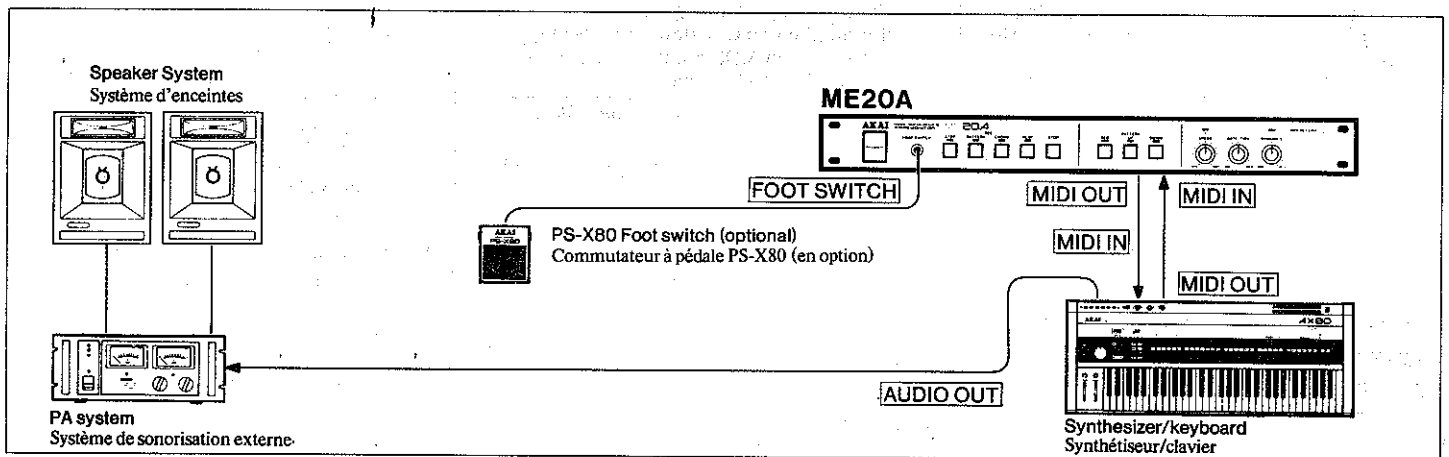 Speaker System
Système d'enceintes
ME20A
AKAI
20A
FOOT SWITCH
MIDI OUT
MIDI IN
AKAI
PS-X80
PS-X80 Foot switch (optional)
Commutateur à pédale PS-X80 (en option)
MIDI IN
MIDI OUT
AKAI
AX80
AUDIO OUT
PA system
Système de sonorisation externe
Synthesizer/keyboard
Synthétiseur/clavier